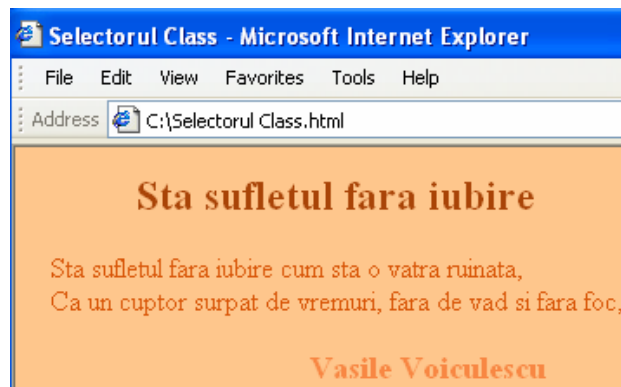 Selectorul Class - Microsoft Internet Explorer
File Edit View Favorites Tools Help
Address C:\Selectorul Class.html
Sta sufletul fara iubire
Sta sufletul fara iubire cum sta o vatra ruinata,
Ca un cuptor surpat de vremuri, fara de vad si fara foc,
Vasile Voiculescu